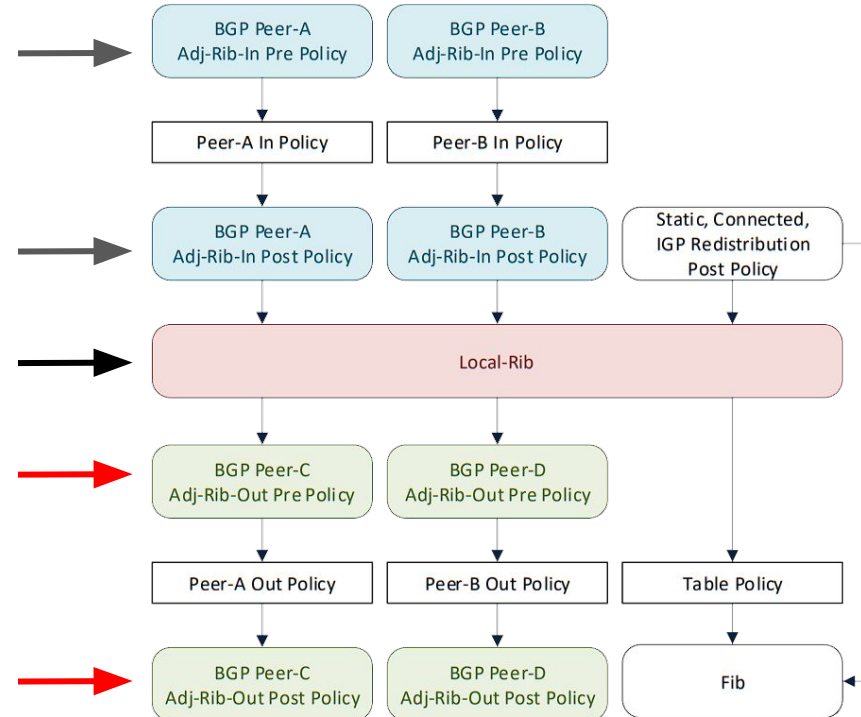 BGP Peer-A
Adj-Rib-In Pre Policy
BGP Peer-B
Adj-Rib-In Pre Policy
Peer-A In Policy
Peer-B In Policy
BGP Peer-A
Adj-Rib-In Post Policy
BGP Peer-B
Adj-Rib-In Post Policy
Static, Connected,
IGP Redistribution
Post Policy
Local-Rib
BGP Peer-C
Adj-Rib-Out Pre Policy
BGP Peer-D
Adj-Rib-Out Pre Policy
Peer-A Out Policy
Peer-B Out Policy
Table Policy
BGP Peer-C
Adj-Rib-Out Post Policy
BGP Peer-D
Adj-Rib-Out Post Policy
Fib